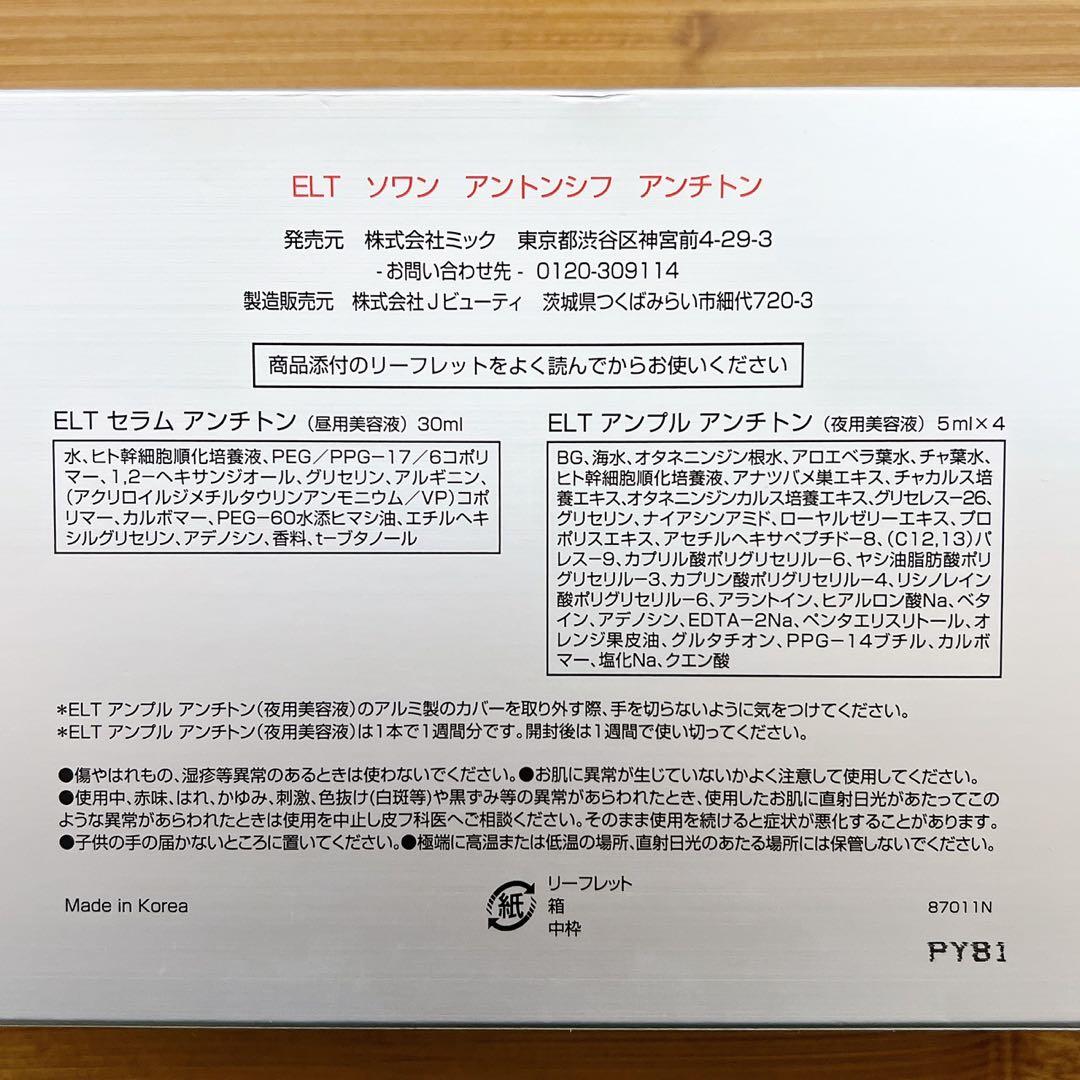 ELT ソワン アントンシフ アンチトン
発売元 株式会社ミック 東京都渋谷区神宮前4-29-3
-お問い合わせ先- 0120-309114
製造販売元 株式会社Jビューティ 茨城県つくばみらい市細代720-3
商品添付のリーフレットをよく読んでからお使いください
ELT セラム アンチトン（昼用美容液）30ml
水、ヒト幹細胞順化培養液、PEG／PPG-17／6コポリ
マー、1,2-ヘキサンジオール、グリセリン、アルギニン、
（アクリロイルジメチルタウリンアンモニウム／VP）コポ
リマー、カルボマー、PEG-60水添ヒマシ油、エチルヘキ
シルグリセリン、アデノシン、香料、t-ブタノール
ELT アンプル アンチトン（夜用美容液）5ml×4
BG、海水、オタネニンジン根水、アロエベラ葉水、チャ葉水、
ヒト幹細胞順化培養液、アナツバメ巣エキス、チャカルス培
養エキス、オタネニンジンカルス培養エキス、グリセレス-26、
グリセリン、ナイアシンアミド、ローヤルゼリーエキス、プロ
ポリスエキス、アセチルヘキサペプチド-8、（C12,13）パ
レス-9、カプリル酸ポリグリセリル-6、ヤシ油脂肪酸ポリ
グリセリル-3、カプリン酸ポリグリセリル-4、リシノレイン
酸ポリグリセリル-6、アラントイン、ヒアルロン酸Na、ベタ
イン、アデノシン、EDTA-2Na、ペンタエリスリトール、オ
レンジ果皮油、グルタチオン、PPG-14ブチル、カルボ
マー、塩化Na、クエン酸
＊ELT アンプル アンチトン（夜用美容液）のアルミ製のカバーを取り外す際、手を切らないように気をつけてください。
＊ELT アンプル アンチトン（夜用美容液）は1本で1週間分です。開封後は1週間で使い切ってください。
●傷やはれもの、湿疹等異常のあるときは使わないでください。●お肌に異常が生じていないかよく注意して使用してください。
●使用中、赤味、はれ、かゆみ、刺激、色抜け（白斑等）や黒ずみ等の異常があらわれたとき、使用したお肌に直射日光があたってこの
ような異常があらわれたときは使用を中止し皮フ科医へご相談ください。そのまま使用を続けると症状が悪化することがあります。
●子供の手の届かないところに置いてください。●極端に高温または低温の場所、直射日光のあたる場所には保管しないでください。
Made in Korea
紙
リーフレット
箱
中枠
87011N
PY81